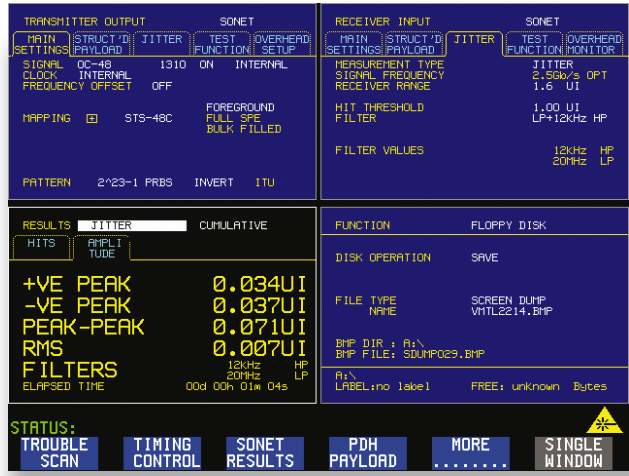 TRANSMITTER OUTPUT SONET
MAIN SETTINGS STRUCT'D PAYLOAD JITTER TEST FUNCTION OVERHEAD SETUP
SIGNAL OC-48 1310 ON INTERNAL
CLOCK INTERNAL
FREQUENCY OFFSET OFF
FOREGROUND
MAPPING + STS-48C FULL SPE
BULK FILLED
PATTERN 2^23-1 PRBS INVERT ITU
RECEIVER INPUT SONET
MAIN SETTINGS STRUCT'D PAYLOAD JITTER TEST FUNCTION OVERHEAD MONITOR
MEASUREMENT TYPE JITTER
SIGNAL FREQUENCY 2.5Gb/s OPT
RECEIVER RANGE 1.6 UI
HIT THRESHOLD 1.00 UI
FILTER LP+12kHz HP
FILTER VALUES 12kHz HP
20MHz LP
RESULTS JITTER CUMULATIVE
HITS AMPLI
TUDE
+VE PEAK 0.034UI
-VE PEAK 0.037UI
PEAK-PEAK 0.071UI
RMS 0.007UI
FILTERS 12kHz HP
20MHz LP
ELAPSED TIME 00d 00h 01m 04s
FUNCTION FLOPPY DISK
DISK OPERATION SAVE
FILE TYPE SCREEN DUMP
NAME VMTL2214.BMP
BMP DIR : A:\
BMP FILE: SDUMP029.BMP
A:\
LABEL:no label FREE: unknown Bytes
STATUS:
TROUBLE SCAN TIMING CONTROL SONET RESULTS PDH PAYLOAD MORE ........ SINGLE WINDOW